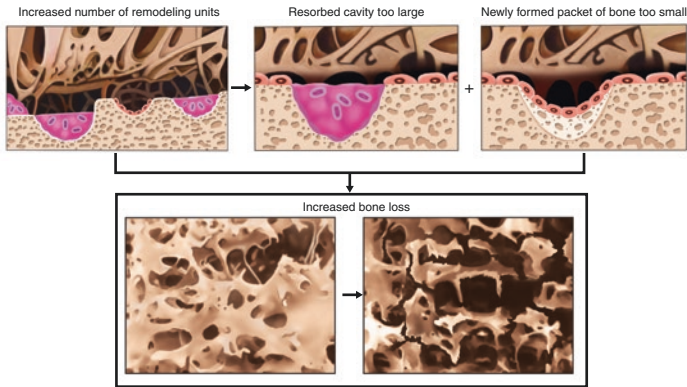 Increased number of remodeling units
Resorbed cavity too large
Newly formed packet of bone too small
+
Increased bone loss